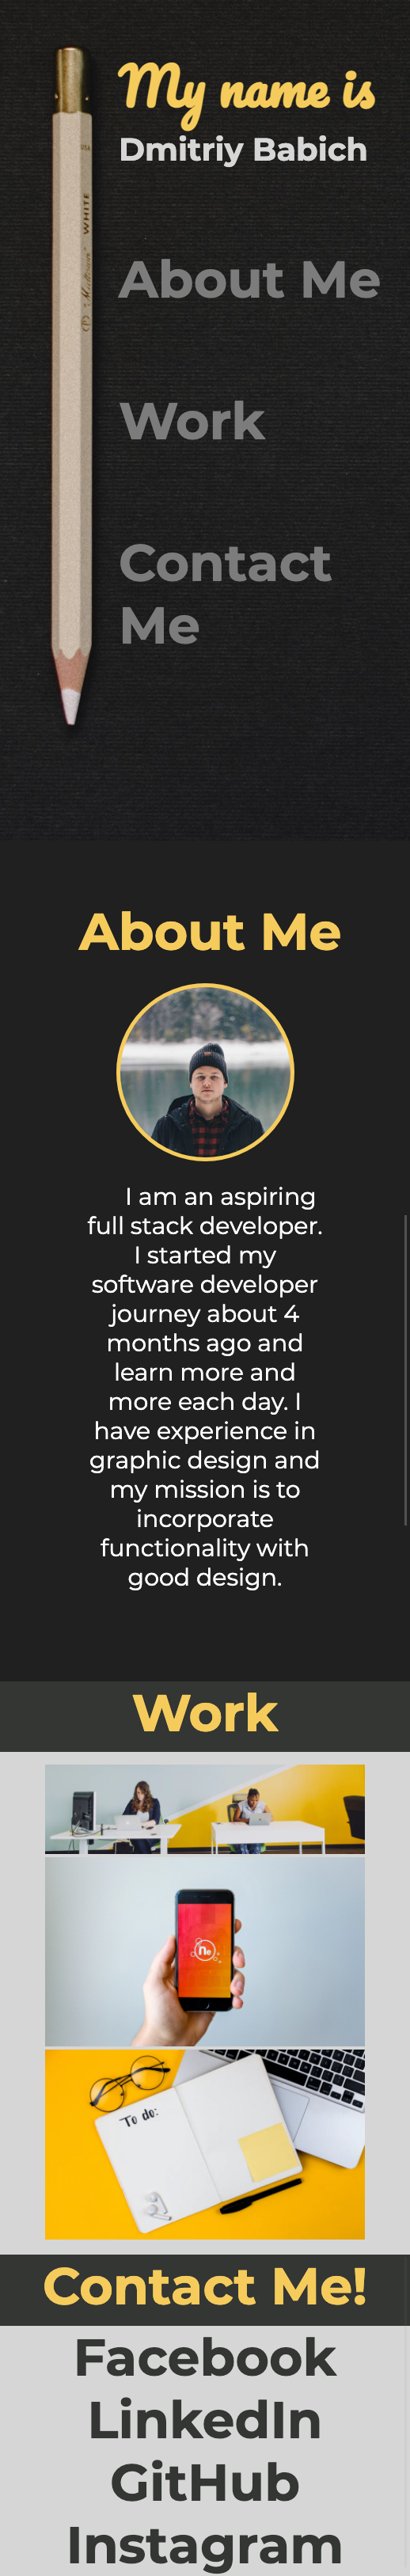 My name is
Dmitriy Babich
USA
WHITE
About Me
Work
Contact
Me
About Me
I am an aspiring
full stack developer.
I started my
software developer
journey about 4
months ago and
learn more and
more each day. I
have experience in
graphic design and
my mission is to
incorporate
functionality with
good design.
Work
ne
To do:
Contact Me!
Facebook
LinkedIn
GitHub
Instagram